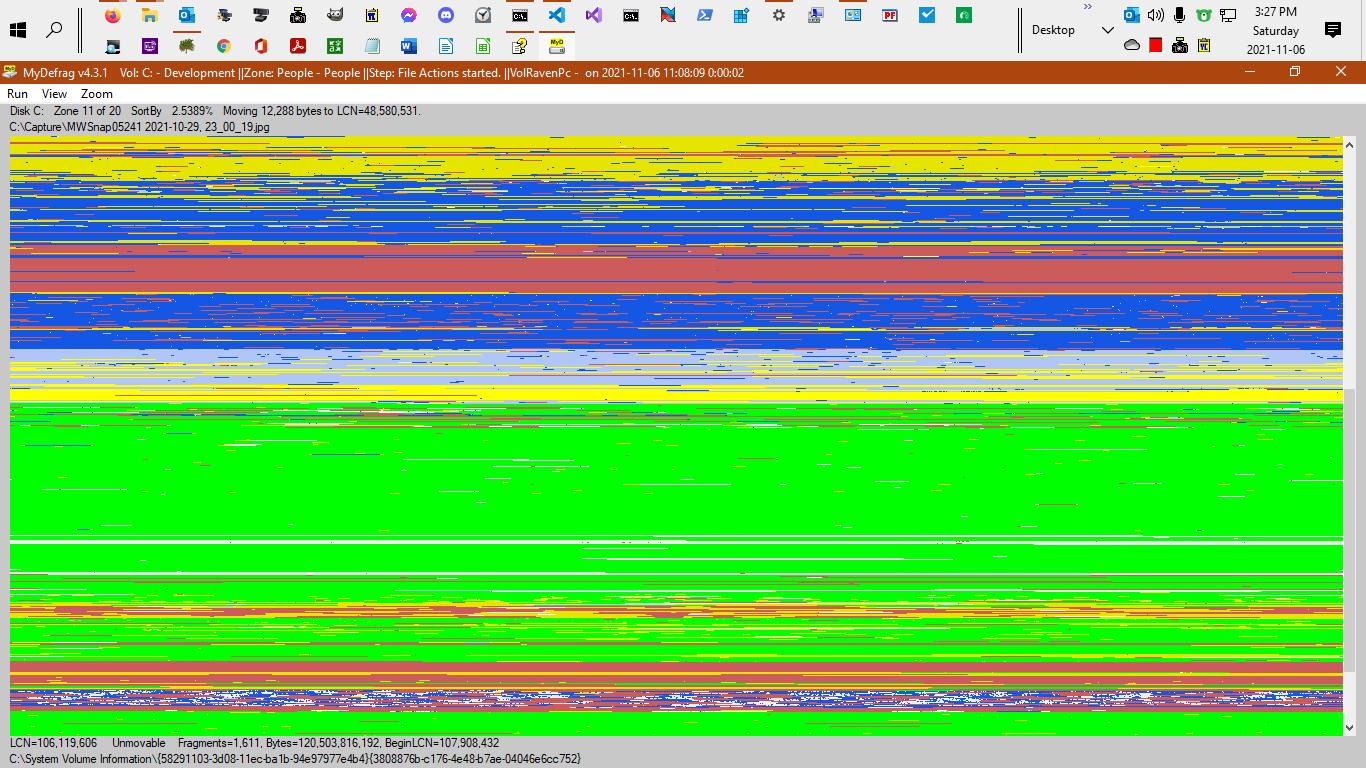 3:27 PM
Desktop
Saturday
2021-11-06
MyDefrag v4.3.1 Vol: C: - Development ||Zone: People - People ||Step: File Actions started. ||VolRavenPc - on 2021-11-06 11:08:09 0:00:02
Run View Zoom
Disk C: Zone 11 of 20 SortBy 2.5389% Moving 12,288 bytes to LCN=48,580,531.
C:\Capture\MWSnap05241 2021-10-29, 23_00_19.jpg
LCN=106,119,606 Unmovable Fragments=1,611, Bytes=120,503,816,192, BeginLCN=107,908,432
C:\System Volume Information\{58291103-3d08-11ec-ba1b-94e97977e4b4}{3808876b-c176-4e48-b7ae-04046e6cc752}